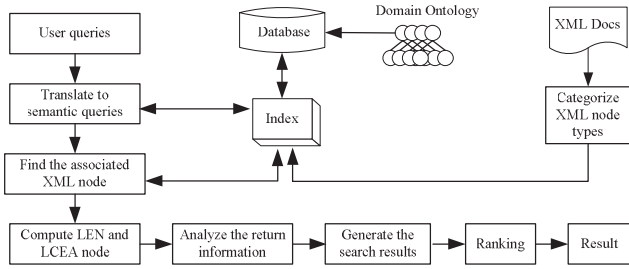 Domain Ontology
User queries
Database
XML Docs
Translate to
semantic queries
Index
Categorize
XML node
types
Find the associated
XML node
Compute LEN and
LCEA node
Analyze the return
information
Generate the
search results
Ranking
Result